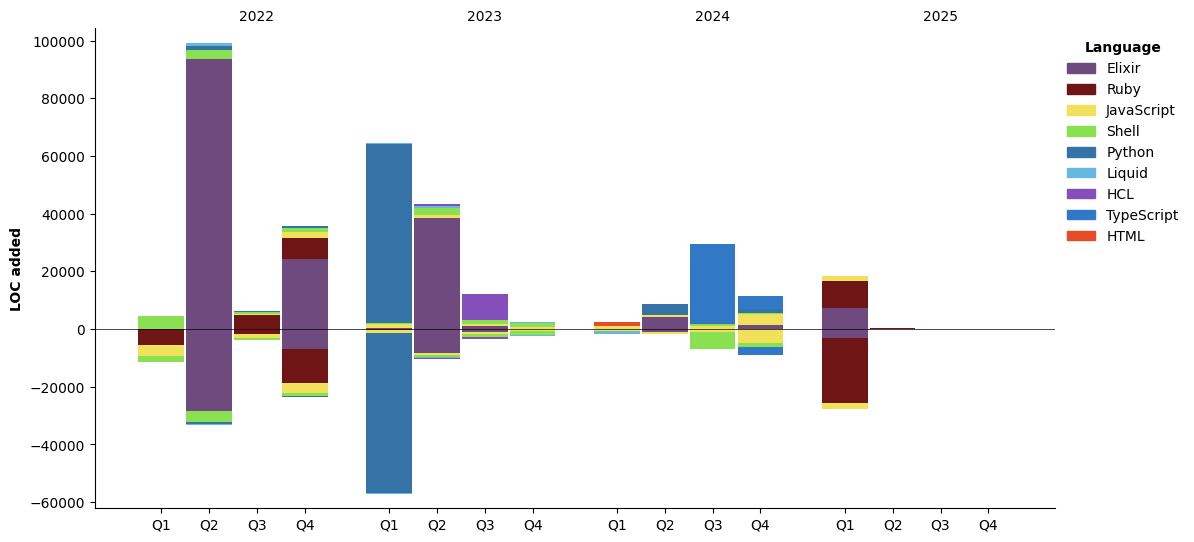 2022 2023 2024 2025
LOC added
100000
80000
60000
40000
20000
0
−20000
−40000
−60000
Q1 Q2 Q3 Q4 Q1 Q2 Q3 Q4 Q1 Q2 Q3 Q4 Q1 Q2 Q3 Q4
Language
Elixir
Ruby
JavaScript
Shell
Python
Liquid
HCL
TypeScript
HTML